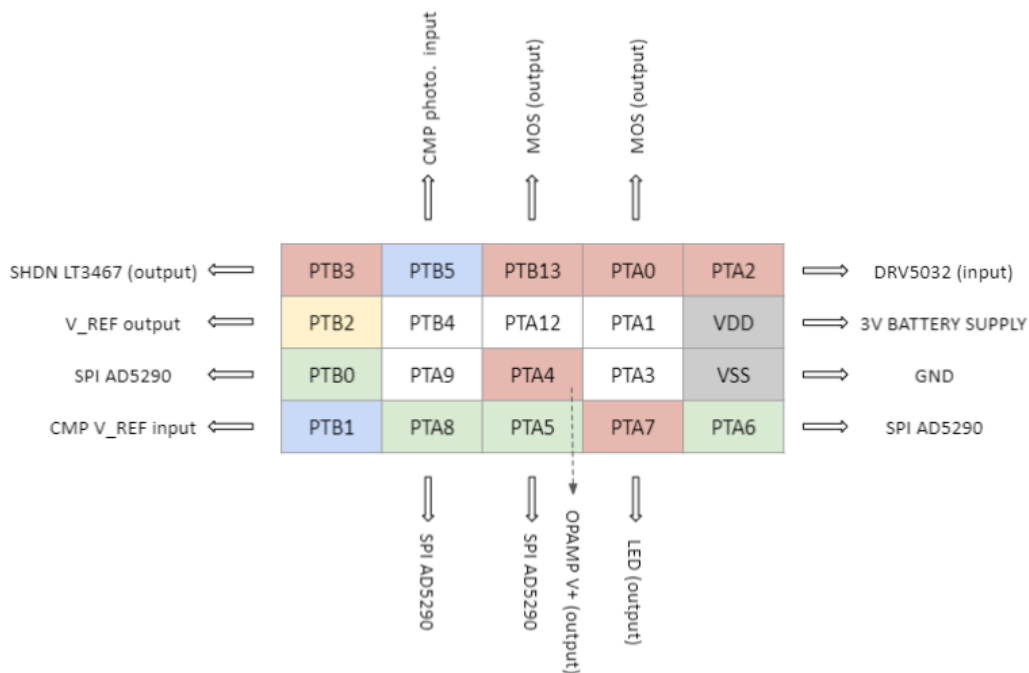 CMP photo. input
MOS (output)
MOS (output)
SHDN LT3467 (output) PTB3 PTB5 PTB13 PTA0 PTA2 DRV5032 (input)
V_REF output PTB2 PTB4 PTA12 PTA1 VDD 3V BATTERY SUPPLY
SPI AD5290 PTB0 PTA9 PTA4 PTA3 VSS GND
CMP V_REF input PTB1 PTA8 PTA5 PTA7 PTA6 SPI AD5290
SPI AD5290
SPI AD5290
OPAMP V+ (output)
LED (output)